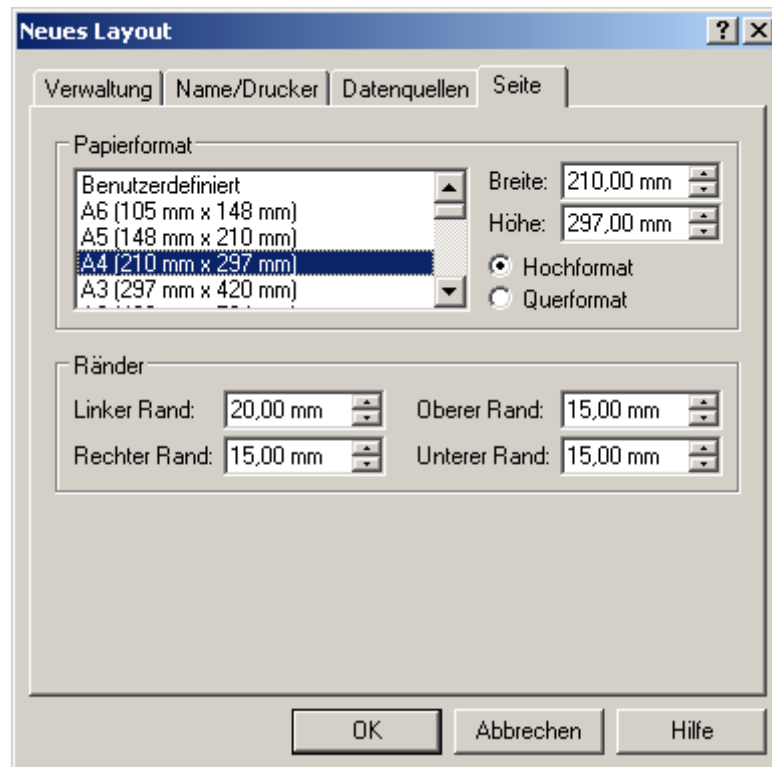 Neues Layout
Verwaltung Name/Drucker Datenquellen Seite
Papierformat
Benutzerdefiniert
A6 (105 mm x 148 mm)
A5 (148 mm x 210 mm)
A4 (210 mm x 297 mm)
A3 (297 mm x 420 mm)
Breite: 210,00 mm
Höhe: 297,00 mm
Hochformat
Querformat
Ränder
Linker Rand: 20,00 mm Oberer Rand: 15,00 mm
Rechter Rand: 15,00 mm Unterer Rand: 15,00 mm
OK Abbrechen Hilfe